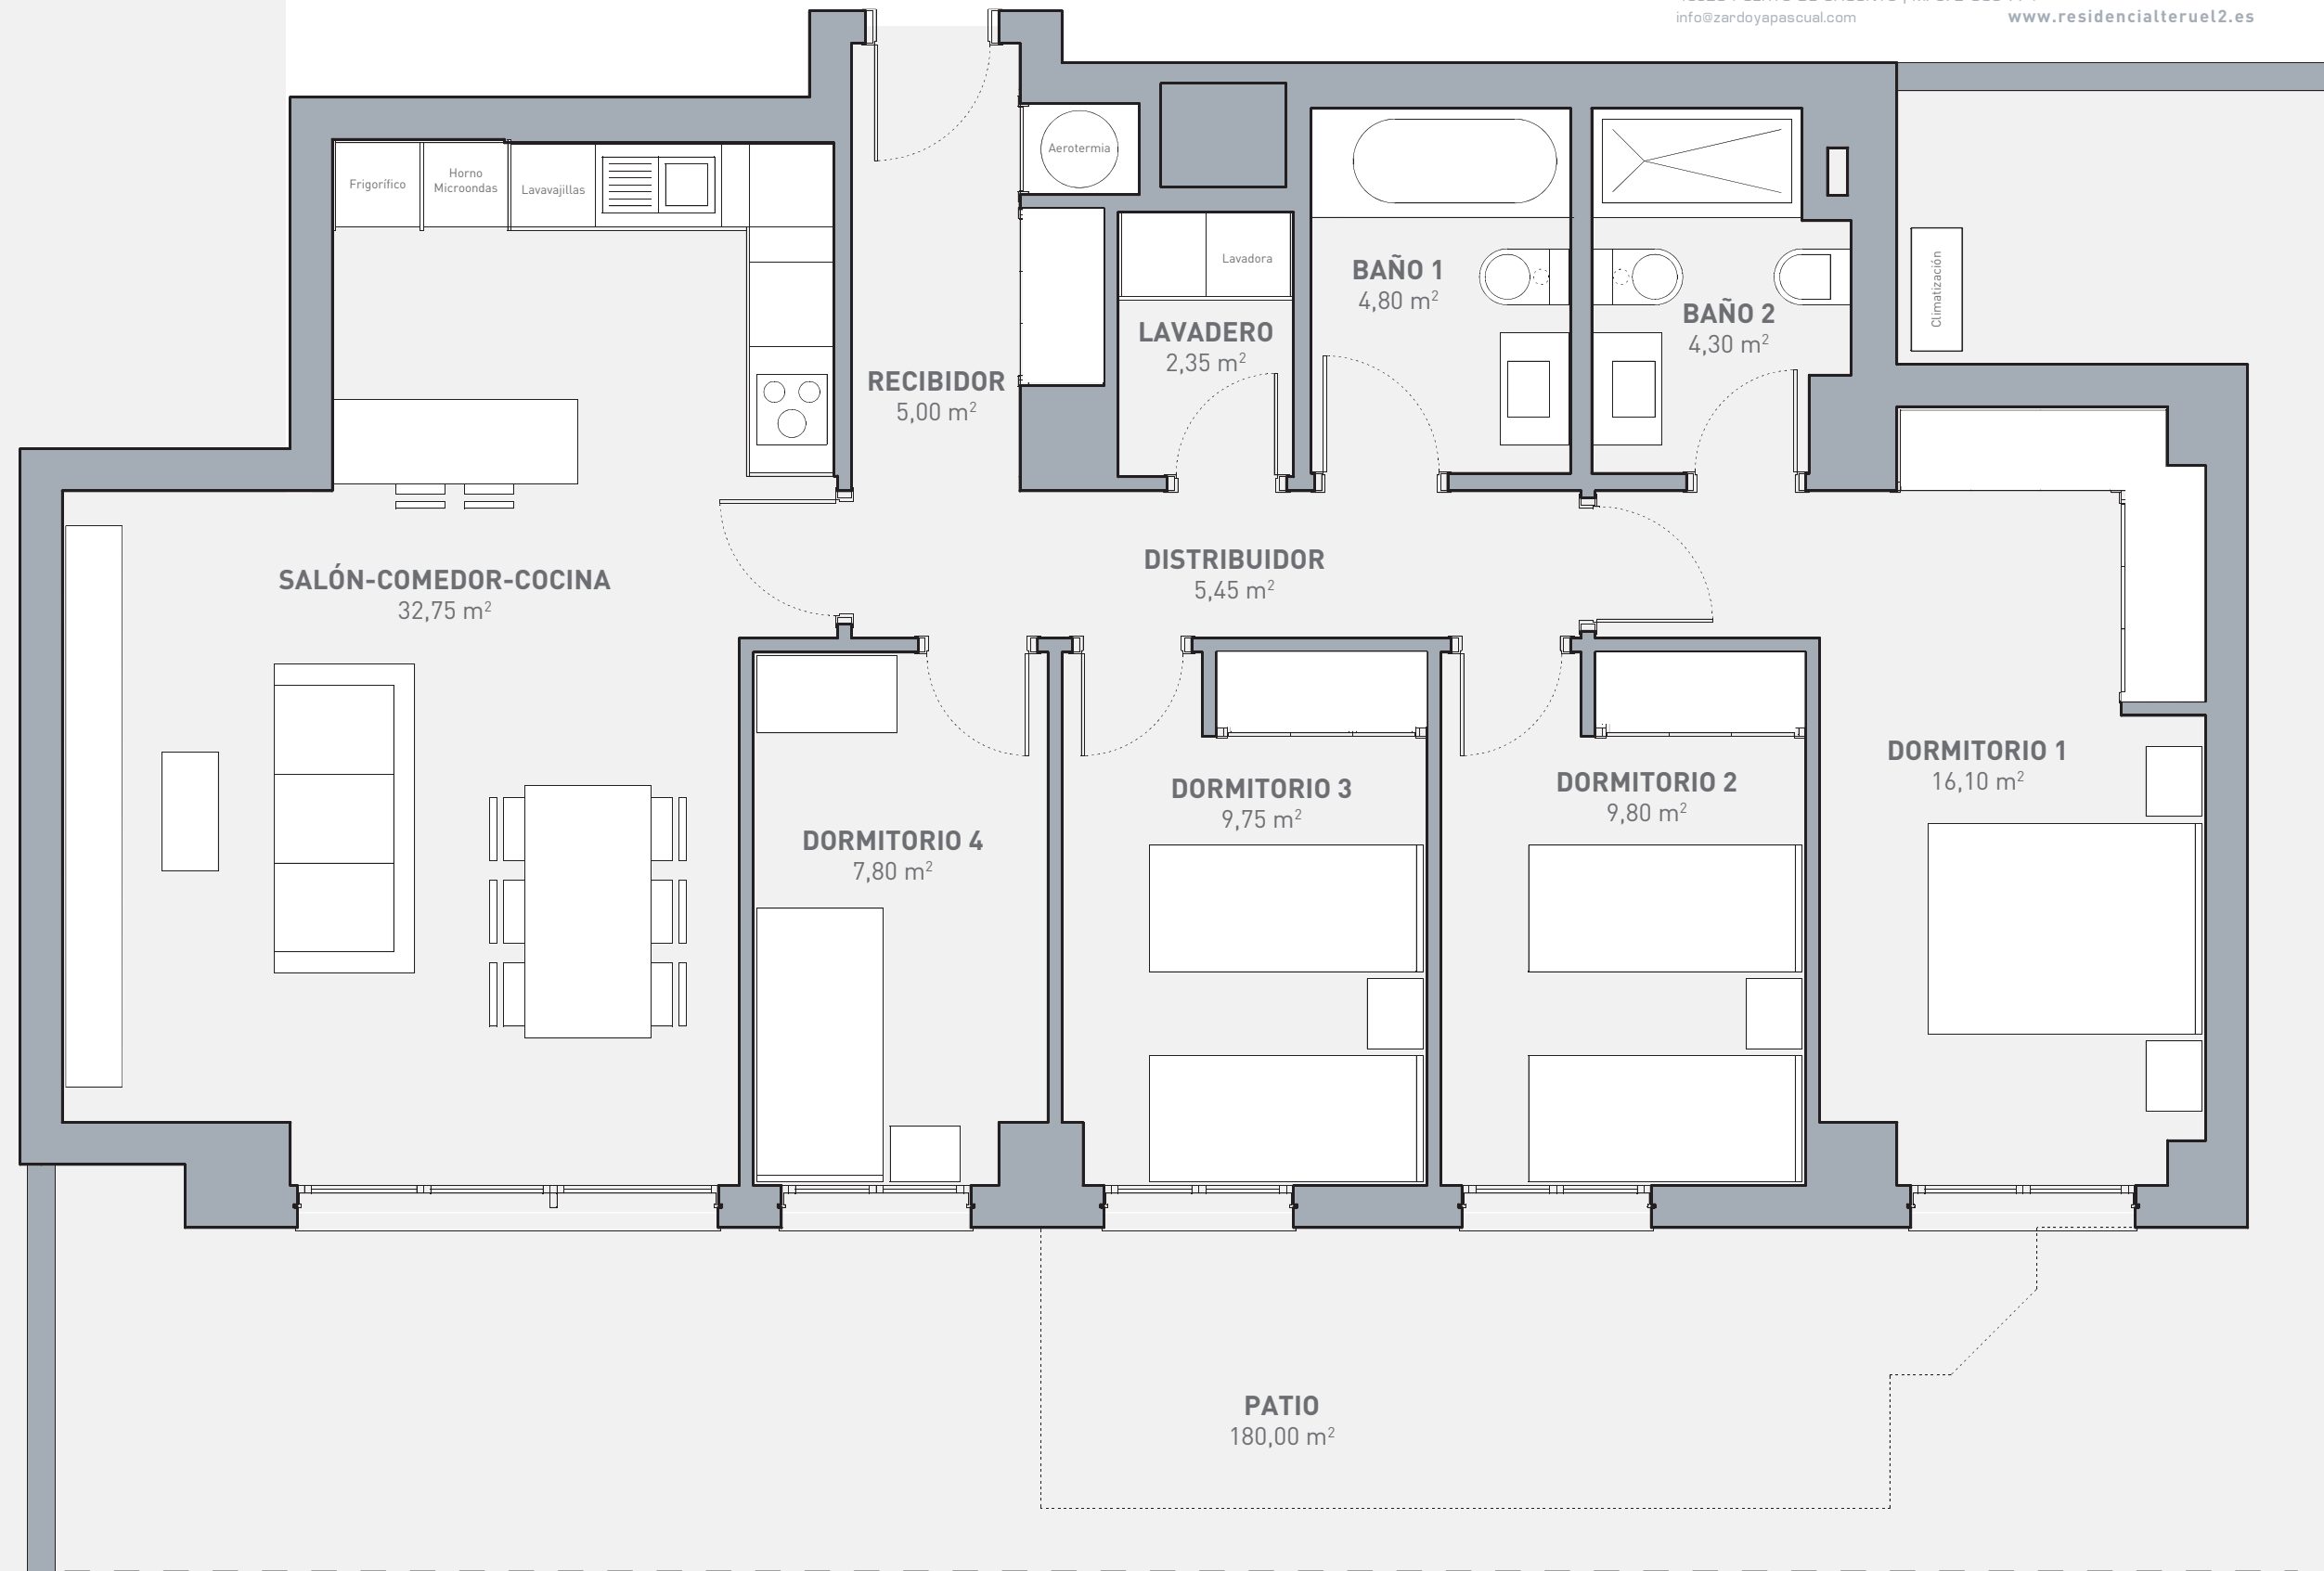 info@zardoyapascual.com
www.residencialteruel2.es
Aerotermia
Frigorífico
Horno
Microondas
Lavavajillas
Lavadora
Climatización
BAÑO 1
4,80 m²
BAÑO 2
4,30 m²
LAVADERO
2,35 m²
RECIBIDOR
5,00 m²
DISTRIBUIDOR
5,45 m²
SALÓN-COMEDOR-COCINA
32,75 m²
DORMITORIO 1
16,10 m²
DORMITORIO 2
9,80 m²
DORMITORIO 3
9,75 m²
DORMITORIO 4
7,80 m²
PATIO
180,00 m²